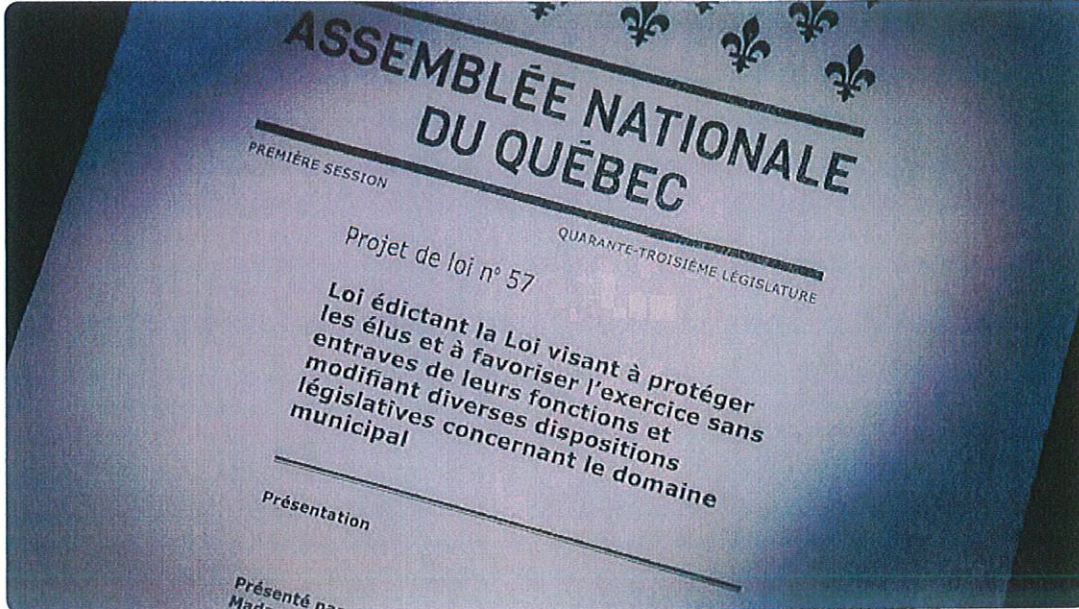 ASSEMBLÉE NATIONALE
DU QUÉBEC
PREMIÈRE SESSION
QUARANTE-TROISIÈME LÉGISLATURE
Projet de loi nº 57
Loi édictant la Loi visant à protéger
les élus et à favoriser l'exercice sans
entraves de leurs fonctions et
modifiant diverses dispositions
législatives concernant le domaine
municipal
Présentation
Présenté